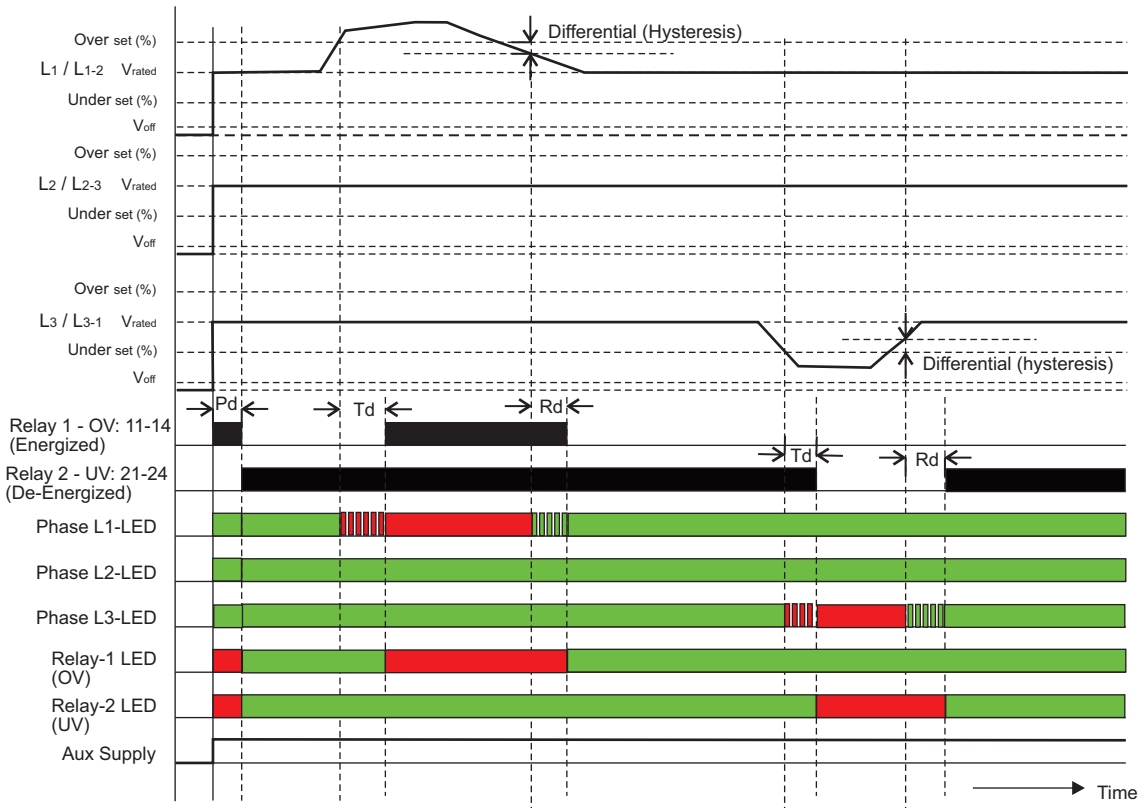 Differential (Hysteresis)
Over set (%)
L1 / L1-2 Vrated
Under set (%)
Voff
Over set (%)
L2 / L2-3 Vrated
Under set (%)
Voff
Over set (%)
L3 / L3-1 Vrated
Under set (%)
Differential (hysteresis)
Voff
Pd
Td
Rd
Relay 1 - OV: 11-14
(Energized)
Td
Rd
Relay 2 - UV: 21-24
(De-Energized)
Phase L1-LED
Phase L2-LED
Phase L3-LED
Relay-1 LED
(OV)
Relay-2 LED
(UV)
Aux Supply
Time